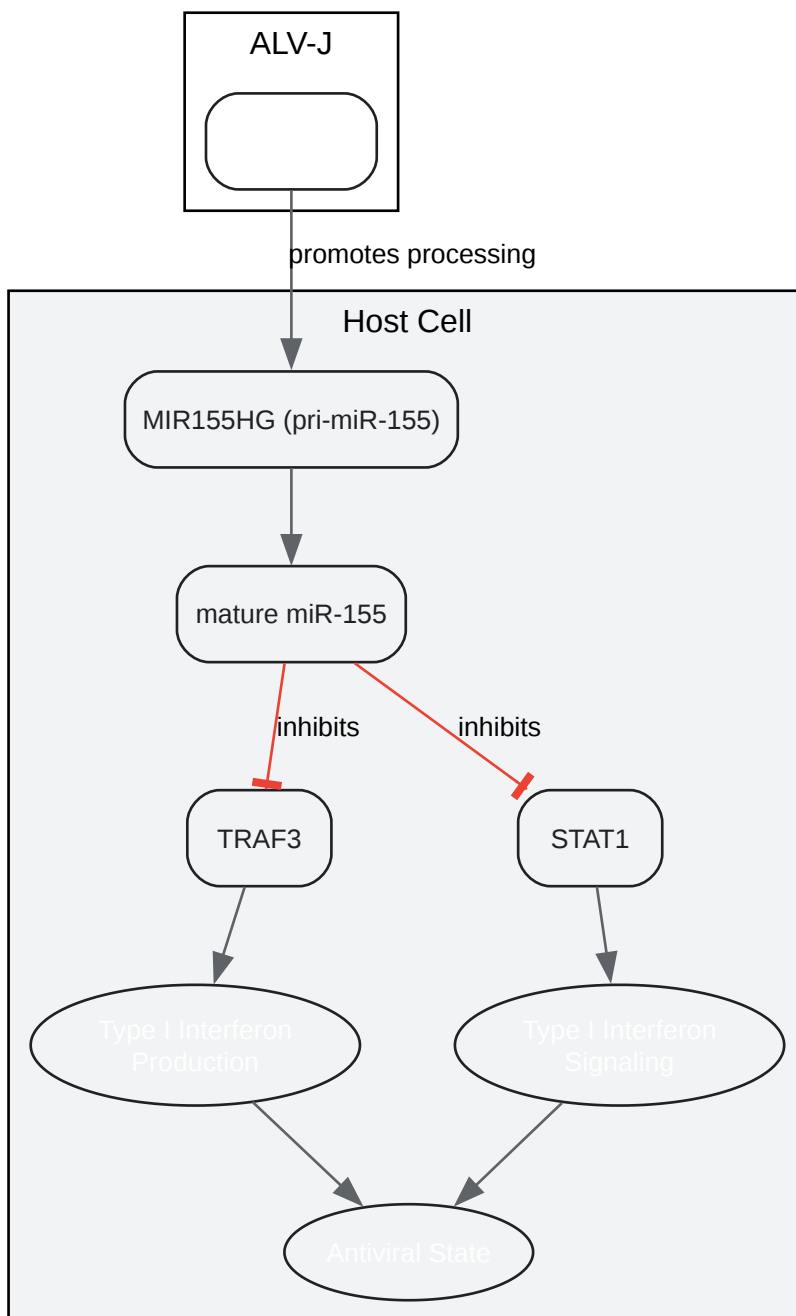 ALV-J
promotes processing
Host Cell
MIR155HG (pri-miR-155)
mature miR-155
inhibits
inhibits
TRAF3
STAT1
Type I Interferon
Production
Type I Interferon
Signaling
Antiviral State